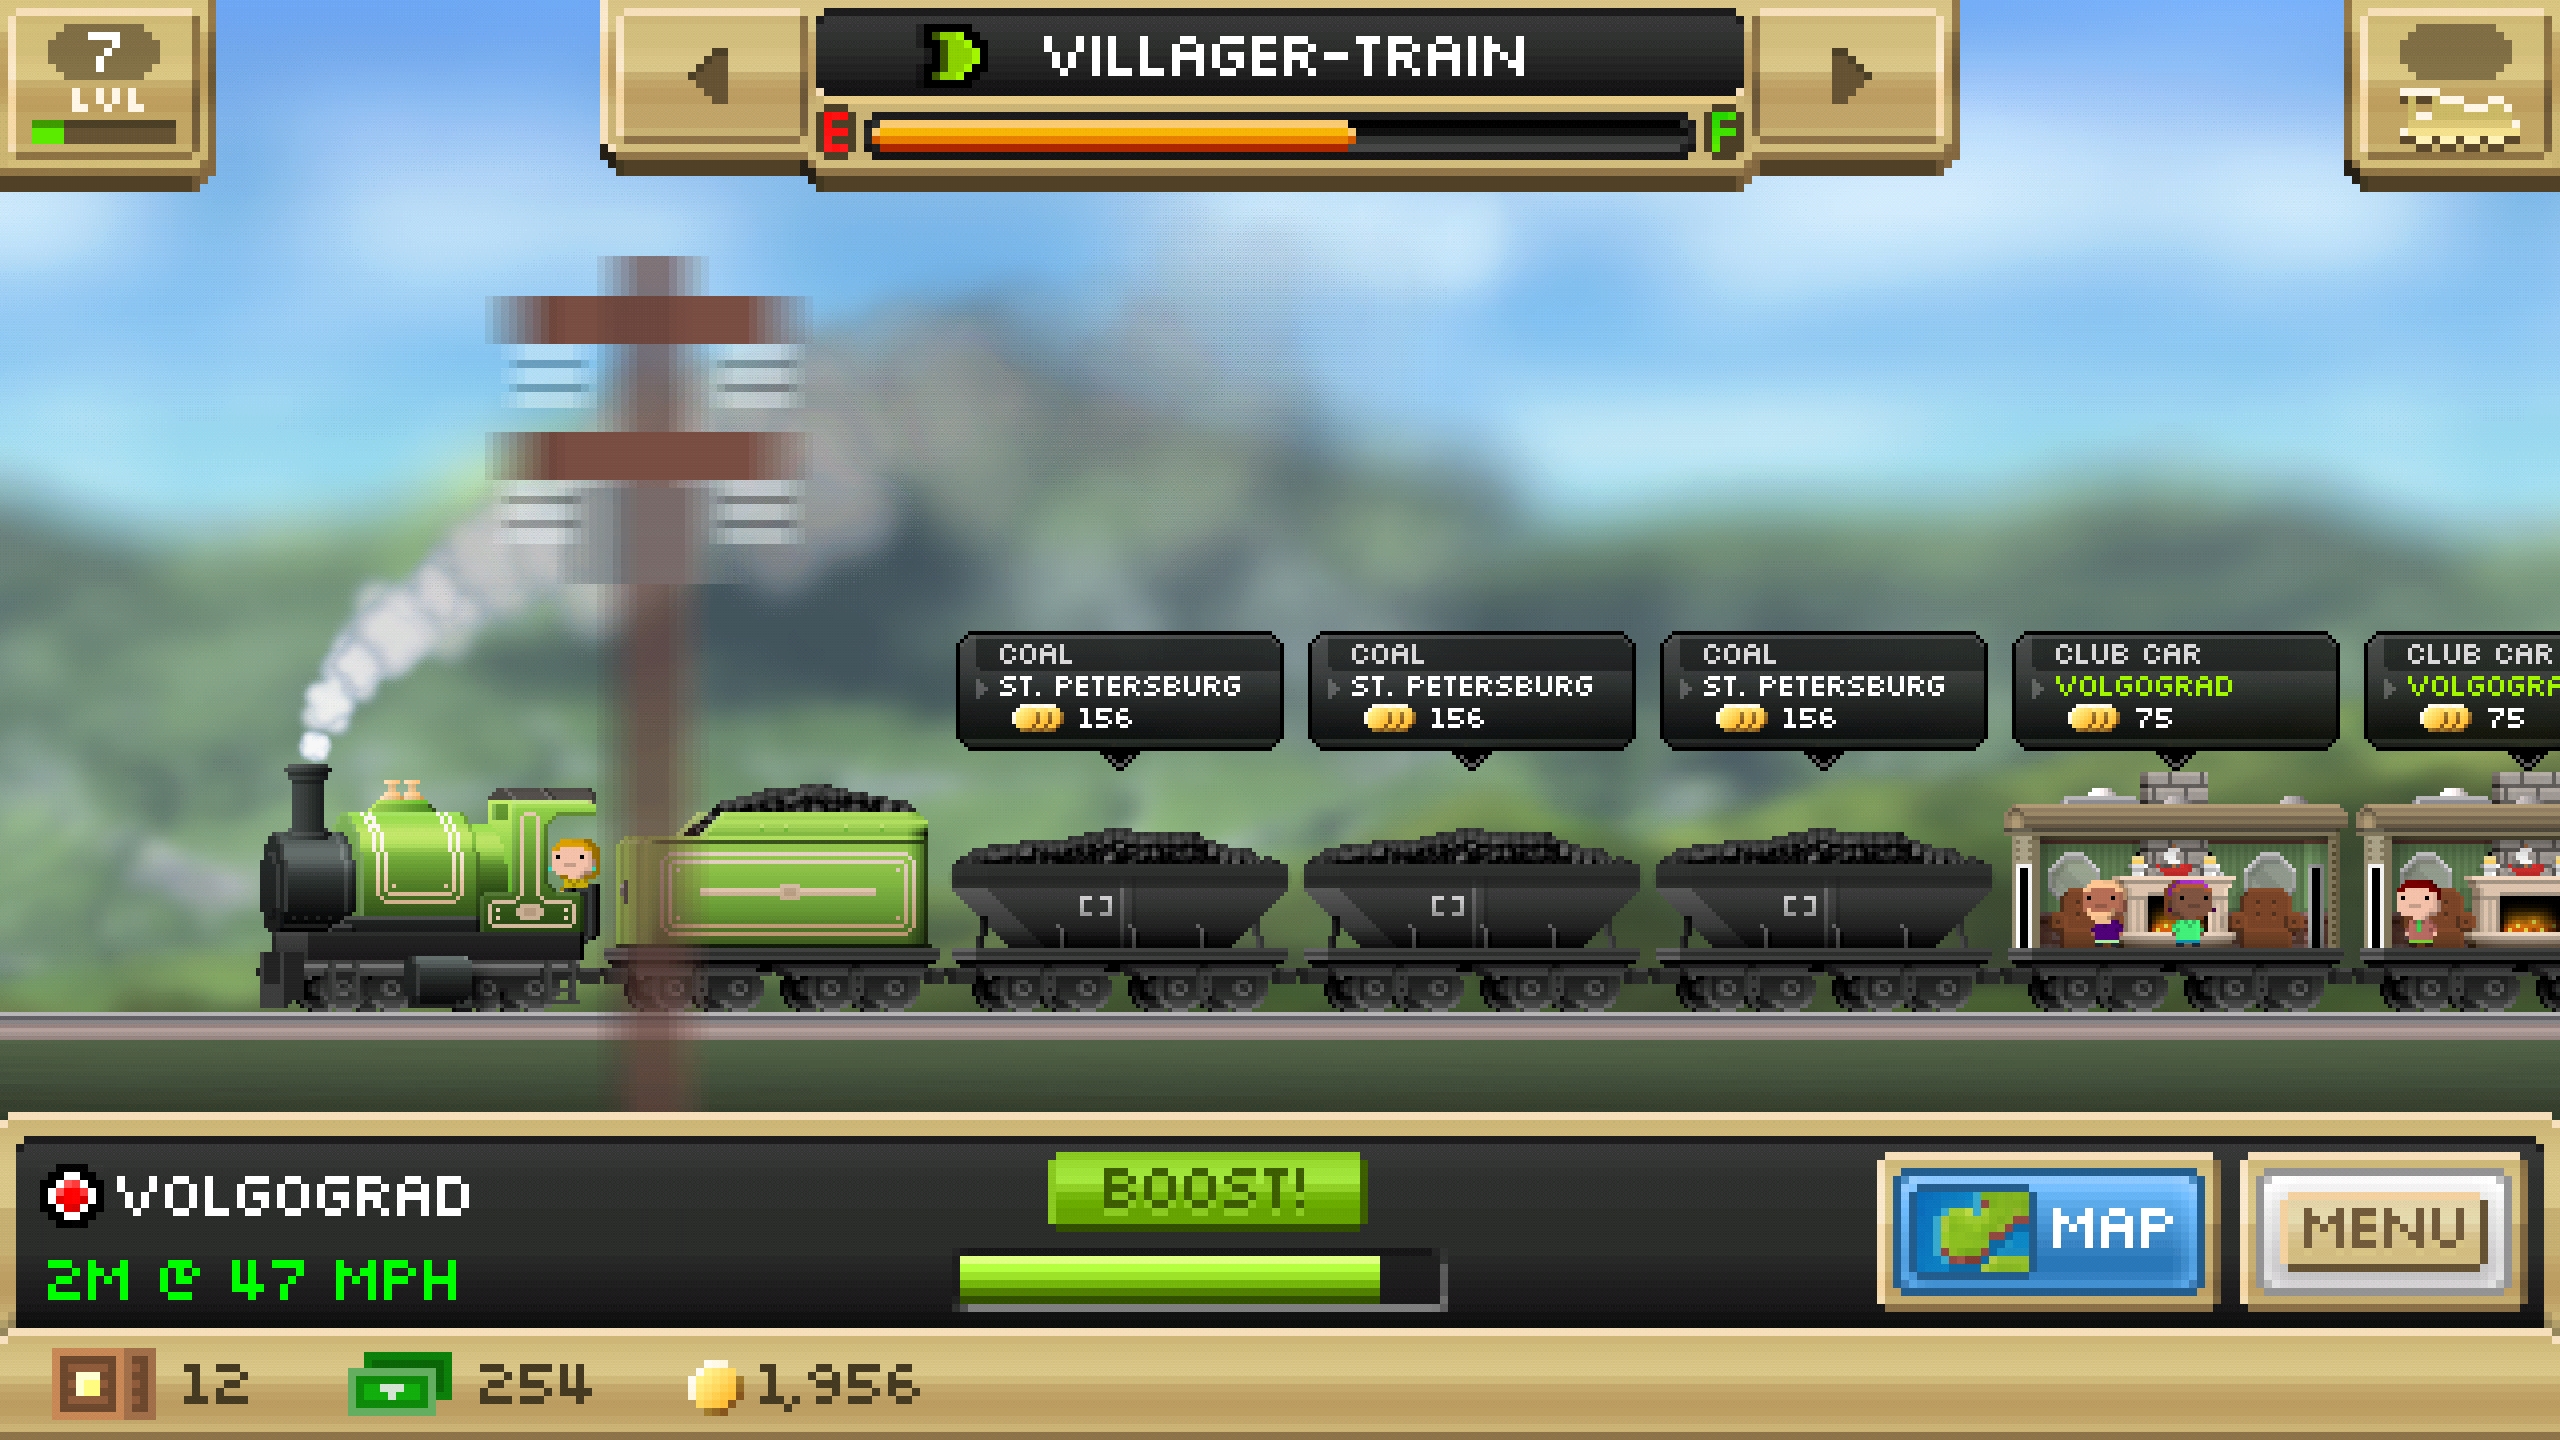 7
LVL
VILLAGER-TRAIN
E
F
COAL
ST. PETERSBURG
156
COAL
ST. PETERSBURG
156
COAL
ST. PETERSBURG
156
CLUB CAR
VOLGOGRAD
75
CLUB CAR
VOLGOGRA
75
VOLGOGRAD
2M @ 47 MPH
BOOST!
MAP
MENU
12
254
1,956